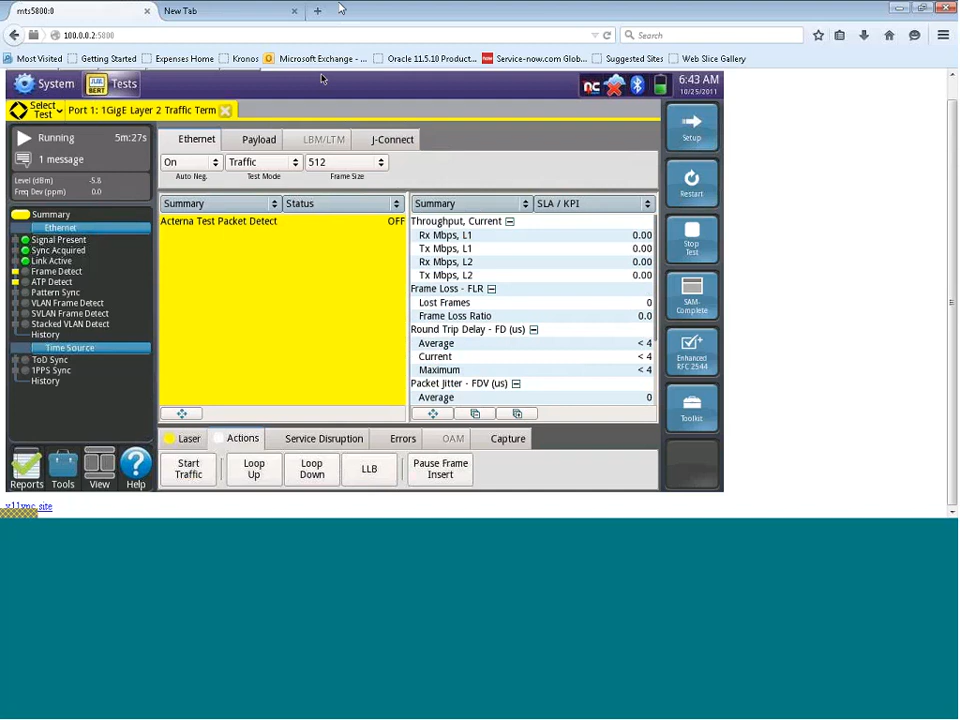 mts5800:0 New Tab
100.0.0.2:5800 Search
Most Visited Getting Started Expenses Home Kronos Microsoft Exchange - ... Oracle 11.5.10 Product... Service-now.com Glob... Suggested Sites Web Slice Gallery
System Tests 6:43 AM
10/25/2011
Select
Test Port 1: 1GigE Layer 2 Traffic Term
Running 5m:27s
1 message
Level (dBm) -5.8
Freq Dev (ppm) 0.0
Summary
Ethernet
Signal Present
Sync Acquired
Link Active
Frame Detect
ATP Detect
Pattern Sync
VLAN Frame Detect
SVLAN Frame Detect
Stacked VLAN Detect
History
Time Source
ToD Sync
1PPS Sync
History
Reports Tools View Help
Ethernet Payload LBM/LTM J-Connect
On Traffic 512
Auto Neg. Test Mode Frame Size
Summary Status
Acterna Test Packet Detect OFF
Summary SLA / KPI
Throughput, Current
Rx Mbps, L1 0.00
Tx Mbps, L1 0.00
Rx Mbps, L2 0.00
Tx Mbps, L2 0.00
Frame Loss - FLR
Lost Frames 0
Frame Loss Ratio 0.0
Round Trip Delay - FD (us)
Average < 4
Current < 4
Maximum < 4
Packet Jitter - FDV (us)
Average 0
Laser Actions Service Disruption Errors OAM Capture
Start
Traffic
Loop
Up
Loop
Down
LLB
Pause Frame
Insert
Setup
Restart
Stop
Test
SAM-
Complete
Enhanced
RFC 2544
Toolkit